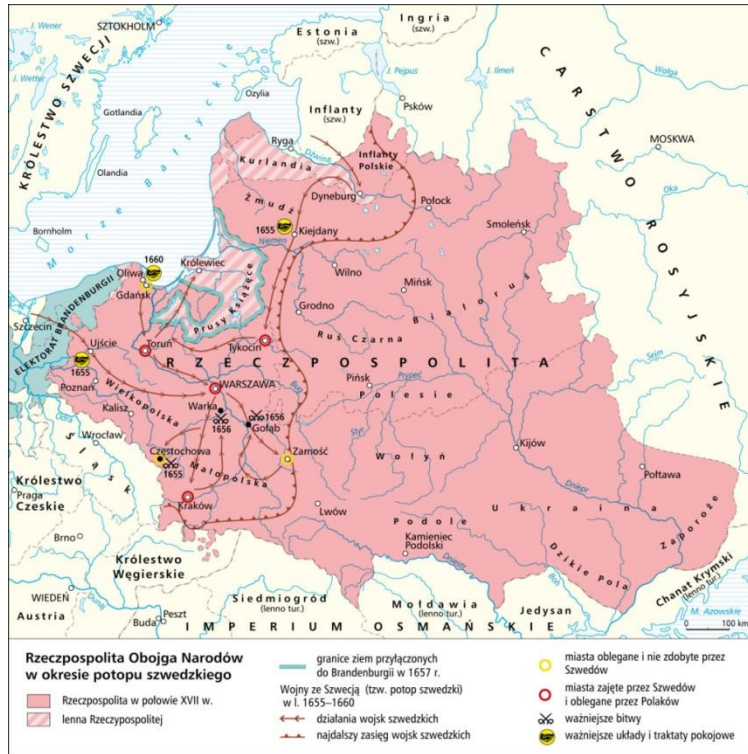 J. Wener
SZTOKHOLM
J. Wetter
KRÓLESTWO SZWECJI
Gotlandia
Olandia
Bornholm
Morze Bałtyckie
Estonia
(szw.)
Ingria
(szw.)
J. Pejpus
J. Ilmeń
Ozylia
Inflanty
(szw.)
Psków
Wołga
CARSTWO ROSYJSKIE
MOSKWA
Oka
Ryga
Dźwina
Kurlandia
Inflanty
Polskie
Dyneburg
Połock
Smoleńsk
Żmudź
1655
Kiejdany
Niemen
Wilno
Mińsk
Białoruś
1660
Oliwa
Gdańsk
Królewiec
Prusy Książęce
Grodno
Ruś Czarna
ELEKTORAT BRANDENBURGII
Szczecin
Ujście
1655
Toruń
Tykocin
RZECZPOSPOLITA
Sejm
Poznań
Wielkopolska
WARSZAWA
Bug
Pińsk
Prypeć
Polesie
Kalisz
Warka
1656
1656
Gołąb
Odra
Wrocław
Śląsk
Częstochowa
1655
Małopolska
Zamość
Styr
Wołyń
Kijów
Dniepr
Połtawa
Królestwo
Czeskie
Praga
Kraków
Lwów
Ukraina
Zaporoże
Brno
Podole
Kamieniec
Podolski
Dniestr
Boh
Dzikie Pola
Królestwo
Węgierskie
WIEDEŃ
Austria
Dunaj
Peszt
Buda
Siedmiogród
(lenno tur.)
Mołdawia
(lenno tur.)
Jedysan
Chanat Krymski
(lenno tur.)
M. Azowskie
IMPERIUM OSMAŃSKIE
0 100 km
Rzeczpospolita Obojga Narodów
w okresie potopu szwedzkiego
Rzeczpospolita w połowie XVII w.
lenna Rzeczypospolitej
granice ziem przyłączonych
do Brandenburgii w 1657 r.
Wojny ze Szwecją (tzw. potop szwedzki)
w l. 1655–1660
działania wojsk szwedzkich
najdalszy zasięg wojsk szwedzkich
miasta oblegane i nie zdobyte przez
Szwedów
miasta zajęte przez Szwedów
i oblegane przez Polaków
ważniejsze bitwy
ważniejsze układy i traktaty pokojowe